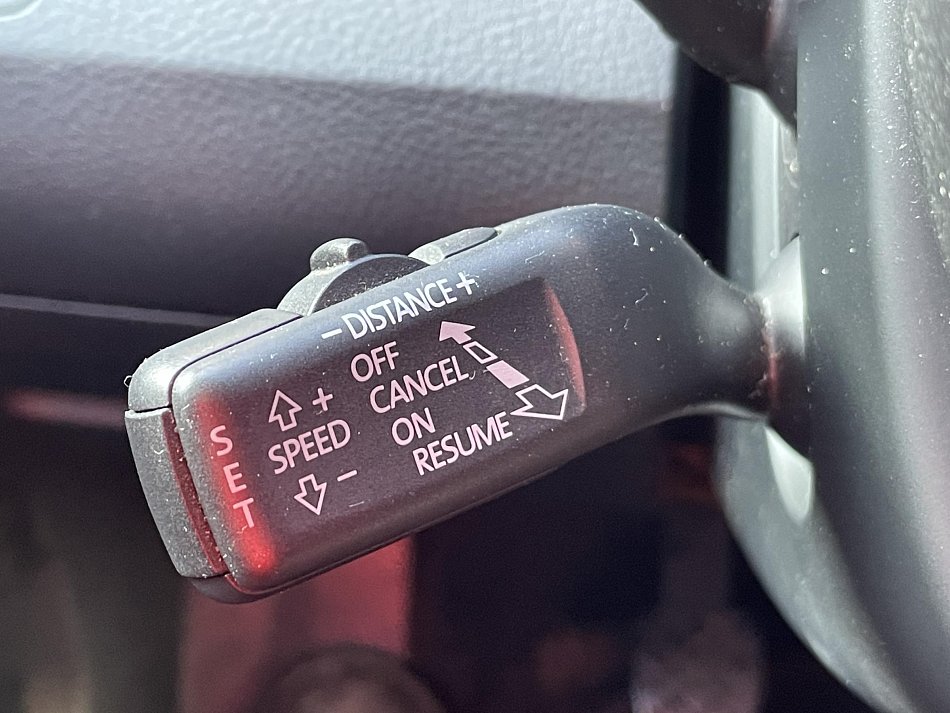 − DISTANCE +
OFF
CANCEL
ON
RESUME
+
SPEED
−
SET